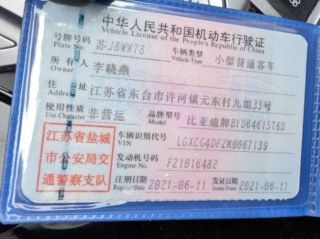 中华人民共和国机动车行驶证
Vehicle License of the People's Republic of China
号牌号码 苏J8WW78 车辆类型 小型普通客车
Plate No. Vehicle Type
所有人 李晓燕
Owner
住址 江苏省东台市许河镇元东村九组33号
Address
使用性质 非营运 品牌型号 比亚迪牌BYD6461ST6D
Use Character Model
江苏省盐城
市公安局交
通警察支队
车辆识别代号 LGXCG4DF2M0067139
VIN
发动机号码 F21016482
Engine No.
注册日期 2021-06-11 发证日期 2021-06-11
Register Date Issue Date